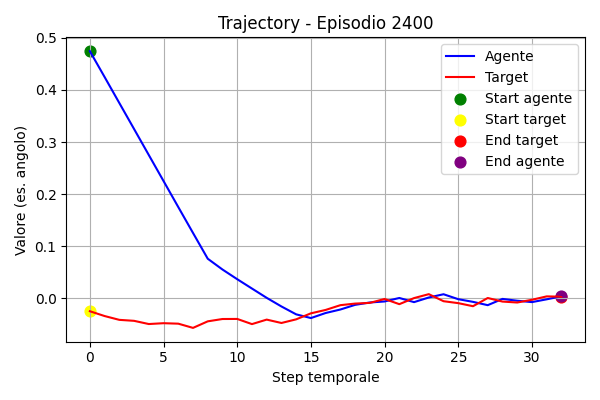 Trajectory - Episodio 2400
Valore (es. angolo)
0.5
0.4
0.3
0.2
0.1
0.0
0
5
10
15
20
25
30
Step temporale
Agente
Target
Start agente
Start target
End target
End agente